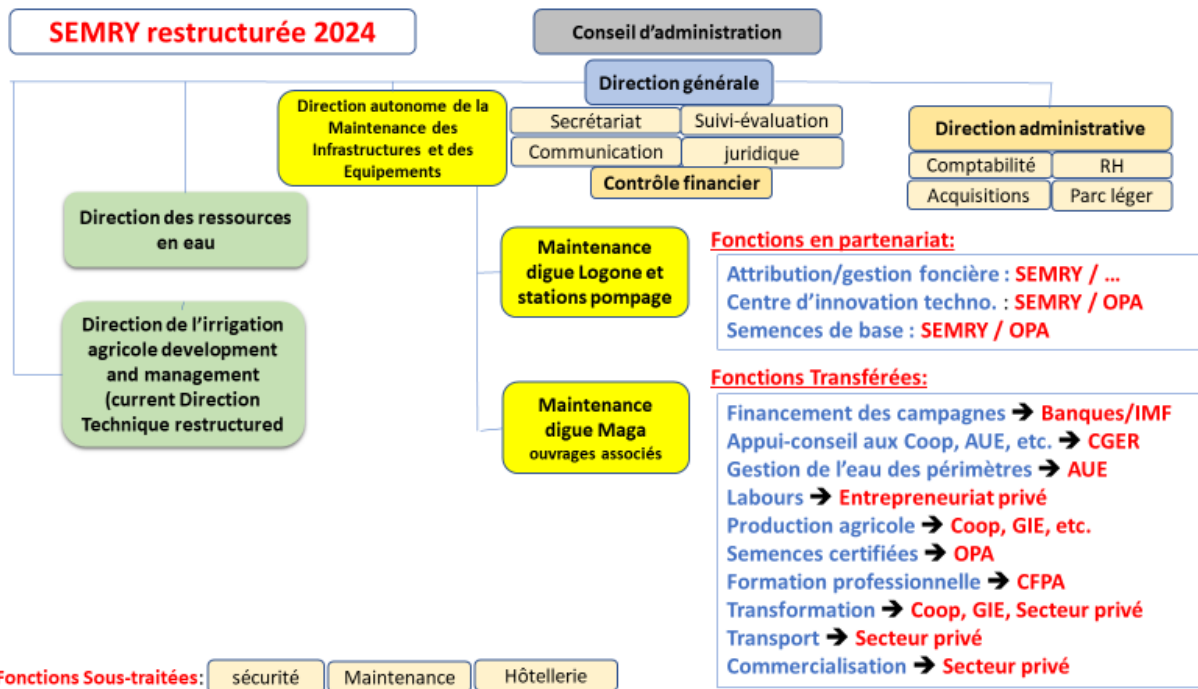 SEMRY restructurée 2024
Conseil d’administration
Direction générale
Secrétariat
Suivi-évaluation
Communication
juridique
Contrôle financier
Direction autonome de la
Maintenance des
Infrastructures et des
Equipements
Direction administrative
Comptabilité
RH
Acquisitions
Parc léger
Direction des ressources
en eau
Direction de l’irrigation
agricole development
and management
(current Direction
Technique restructured
Maintenance
digue Logone et
stations pompage
Maintenance
digue Maga
ouvrages associés
Fonctions en partenariat:
Attribution/gestion foncière : SEMRY / ...
Centre d’innovation techno. : SEMRY / OPA
Semences de base : SEMRY / OPA
Fonctions Transférées:
Financement des campagnes ➔ Banques/IMF
Appui-conseil aux Coop, AUE, etc. ➔ CGER
Gestion de l’eau des périmètres ➔ AUE
Labours ➔ Entrepreneuriat privé
Production agricole ➔ Coop, GIE, etc.
Semences certifiées ➔ OPA
Formation professionnelle ➔ CFPA
Transformation ➔ Coop, GIE, Secteur privé
Transport ➔ Secteur privé
Commercialisation ➔ Secteur privé
Fonctions Sous-traitées:
sécurité
Maintenance
Hôtellerie